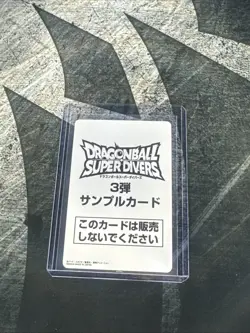 DRAGONBALL
SUPER DIVERS
ドラゴンボールスーパーダイバーズ
3弾
サンプルカード
このカードは販売
しないでください